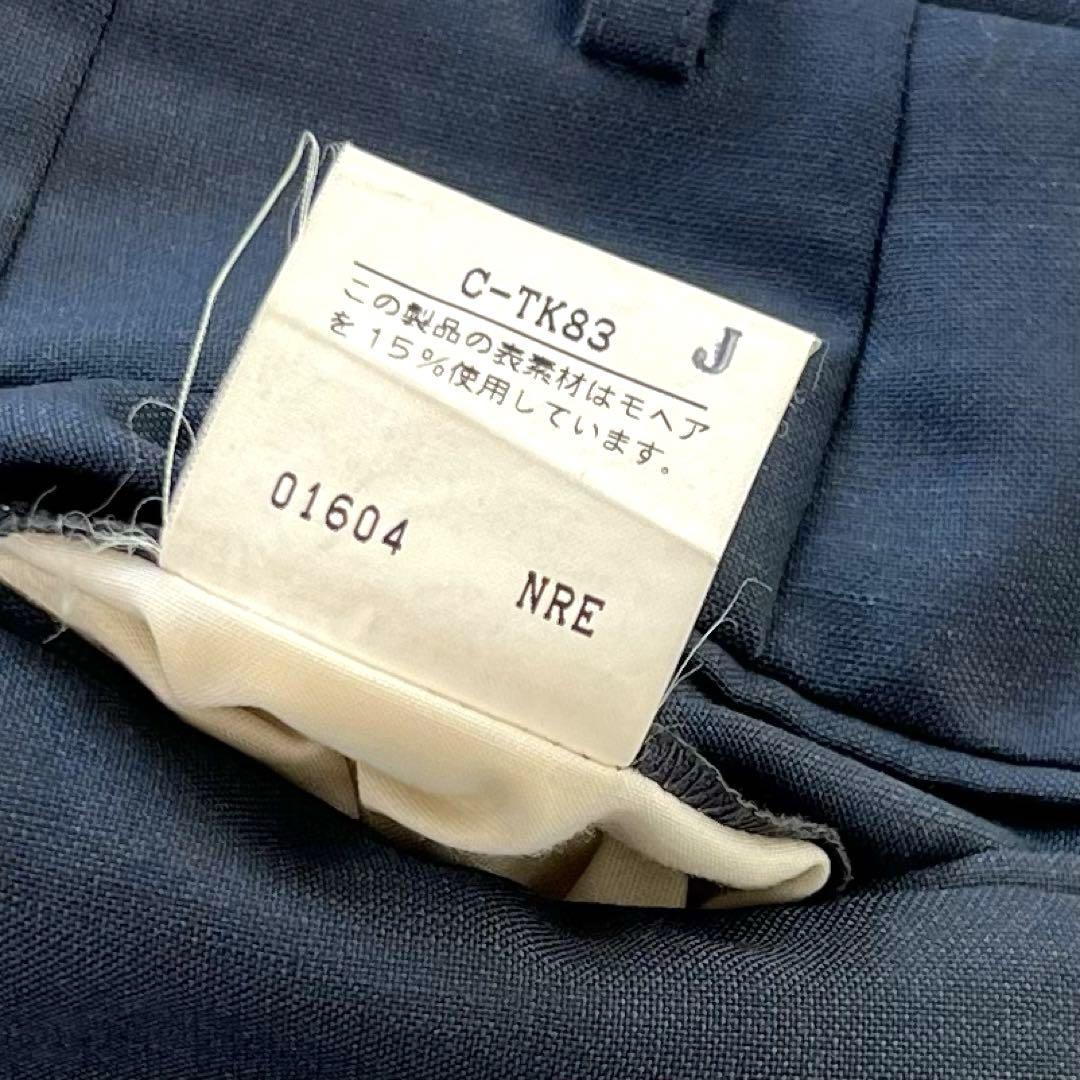 C-TK83 J
この製品の表素材はモヘア
を15%使用しています。
01604
NRE